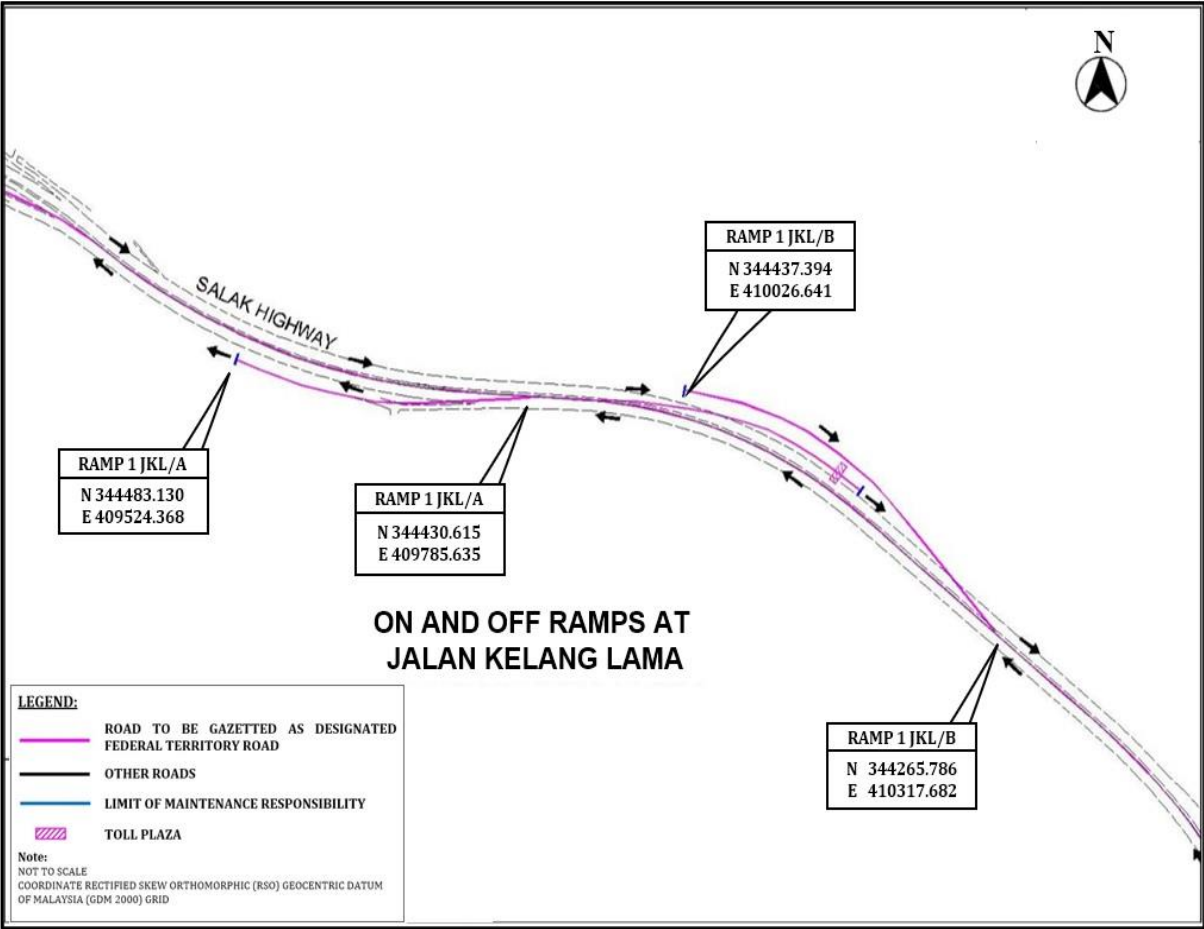 N
SALAK HIGHWAY
RAMP 1 JKL/B
N 344437.394
E 410026.641
RAMP 1 JKL/A
N 344483.130
E 409524.368
RAMP 1 JKL/A
N 344430.615
E 409785.635
ON AND OFF RAMPS AT
JALAN KELANG LAMA
RAMP 1 JKL/B
N 344265.786
E 410317.682
LEGEND:
ROAD TO BE GAZETTED AS DESIGNATED
FEDERAL TERRITORY ROAD
OTHER ROADS
LIMIT OF MAINTENANCE RESPONSIBILITY
TOLL PLAZA
Note:
NOT TO SCALE
COORDINATE RECTIFIED SKEW ORTHOMORPHIC (RSO) GEOCENTRIC DATUM
OF MALAYSIA (GDM 2000) GRID